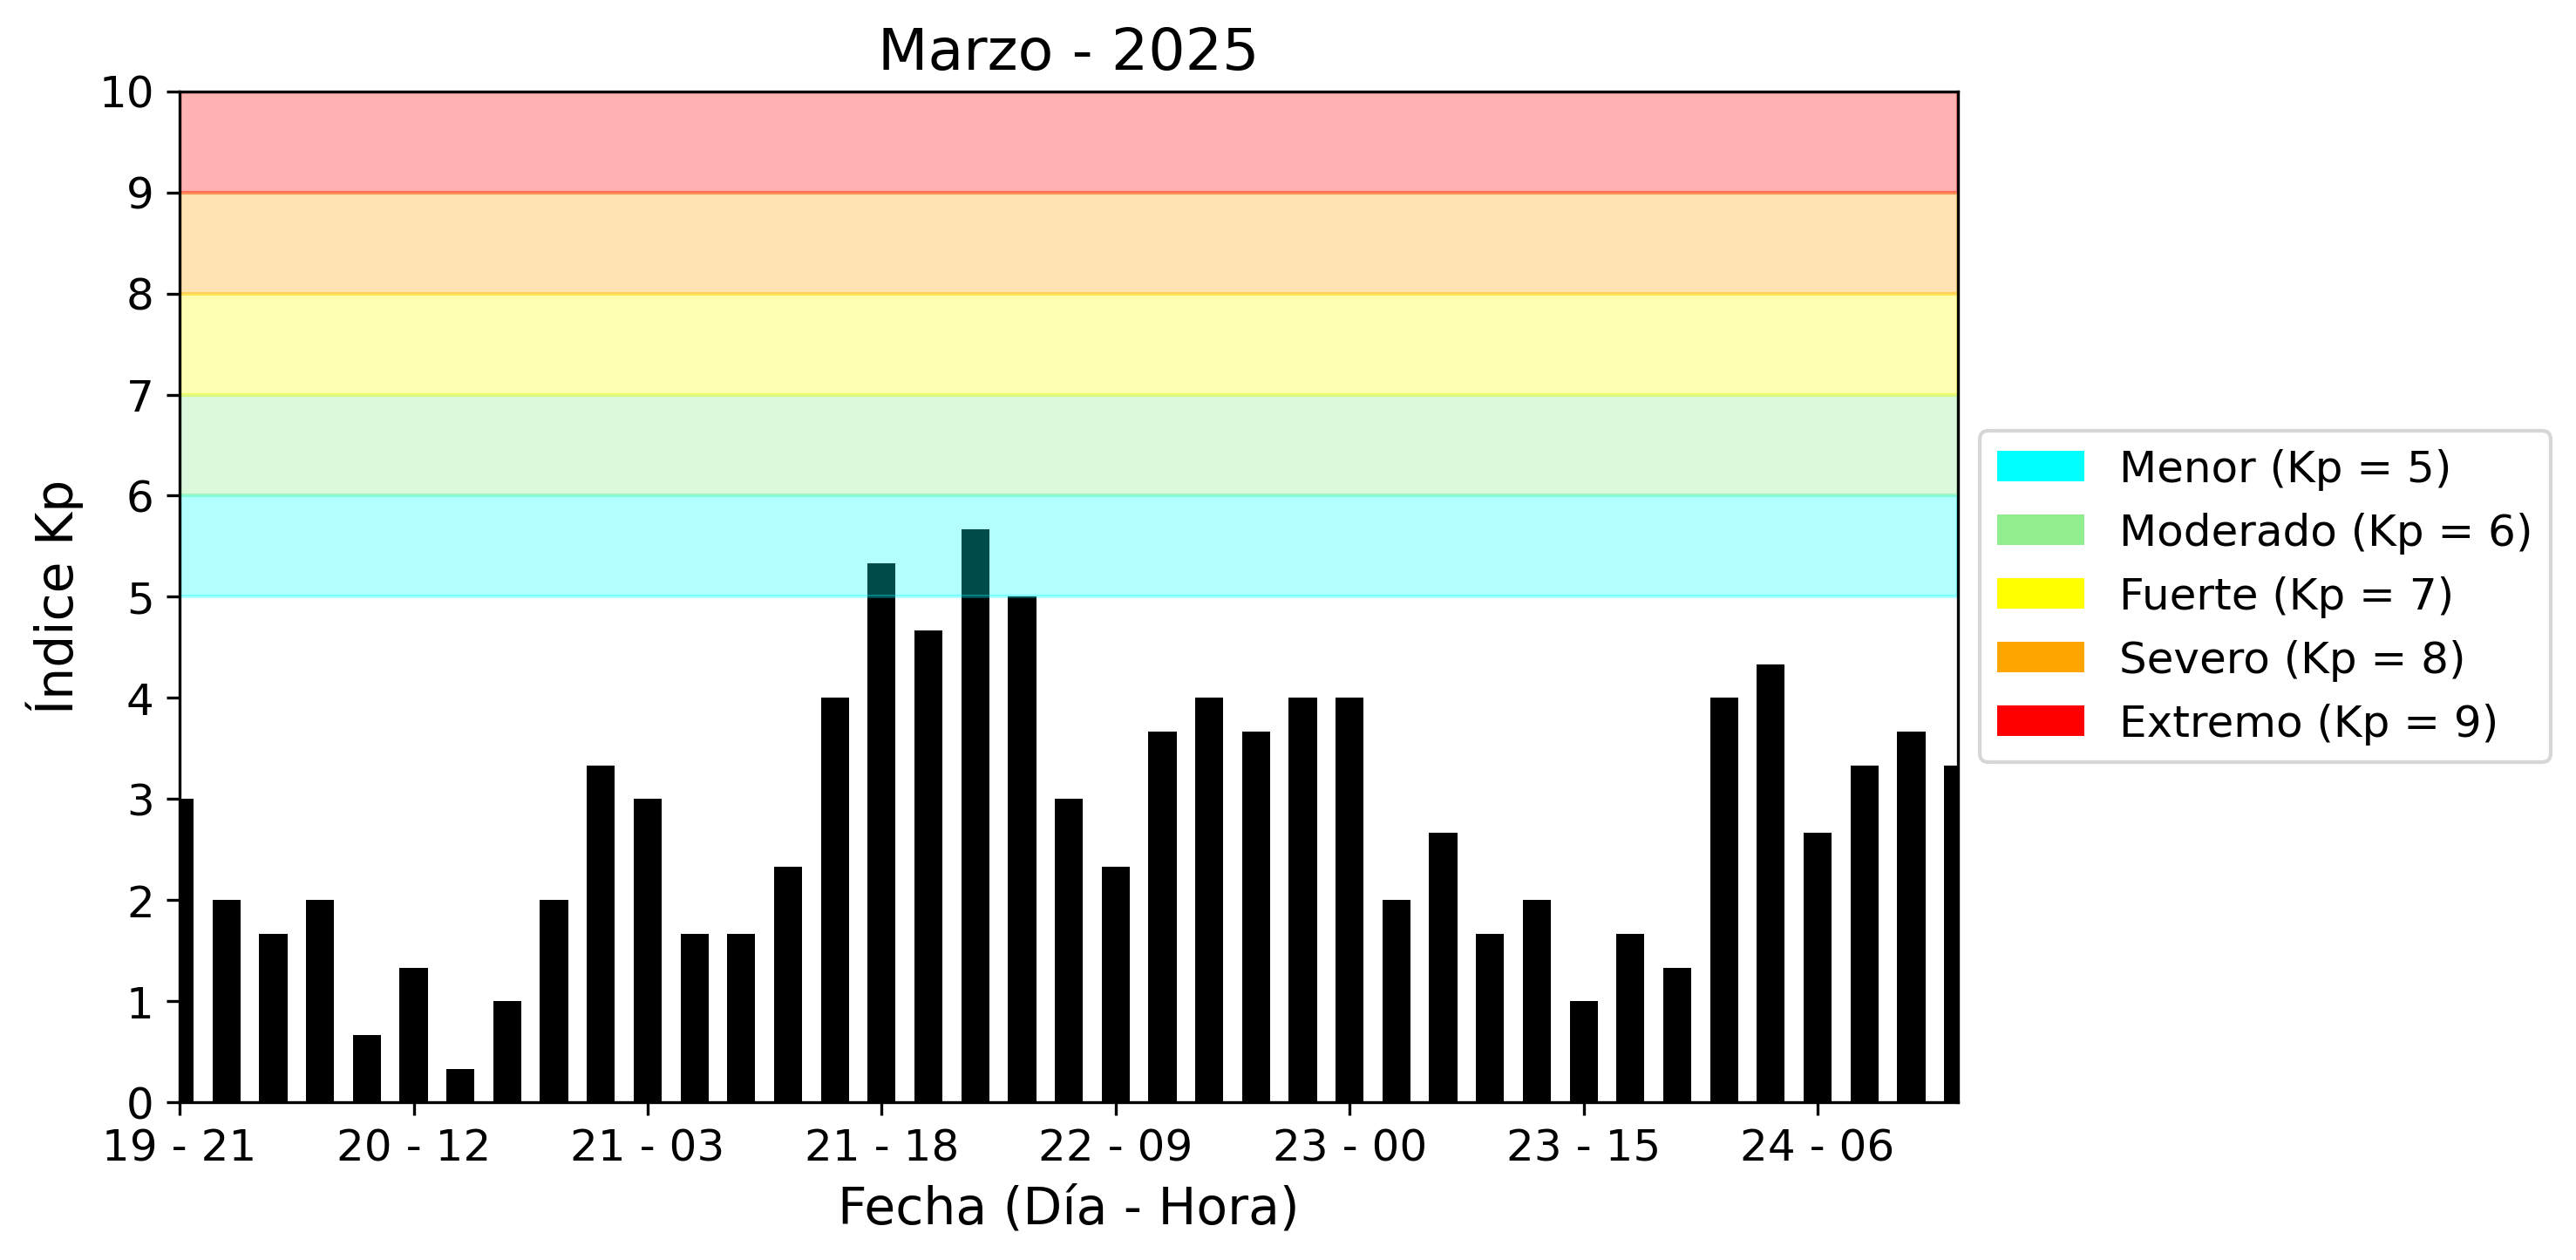 Marzo - 2025
10
9
8
7
6
5
4
3
2
1
0
Índice Kp
19 - 21
20 - 12
21 - 03
21 - 18
22 - 09
23 - 00
23 - 15
24 - 06
Fecha (Día - Hora)
Menor (Kp = 5)
Moderado (Kp = 6)
Fuerte (Kp = 7)
Severo (Kp = 8)
Extremo (Kp = 9)